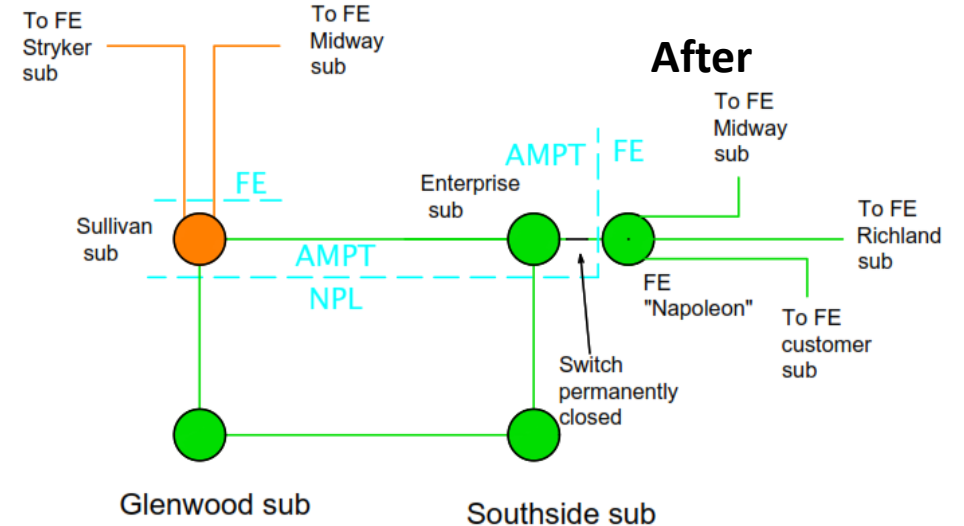 To FE
Stryker
sub
To FE
Midway
sub
After
To FE
Midway
sub
AMPT
FE
FE
Enterprise
sub
Sullivan
sub
To FE
Richland
sub
AMPT
NPL
FE
"Napoleon"
To FE
customer
sub
Switch
permanently
closed
Glenwood sub
Southside sub